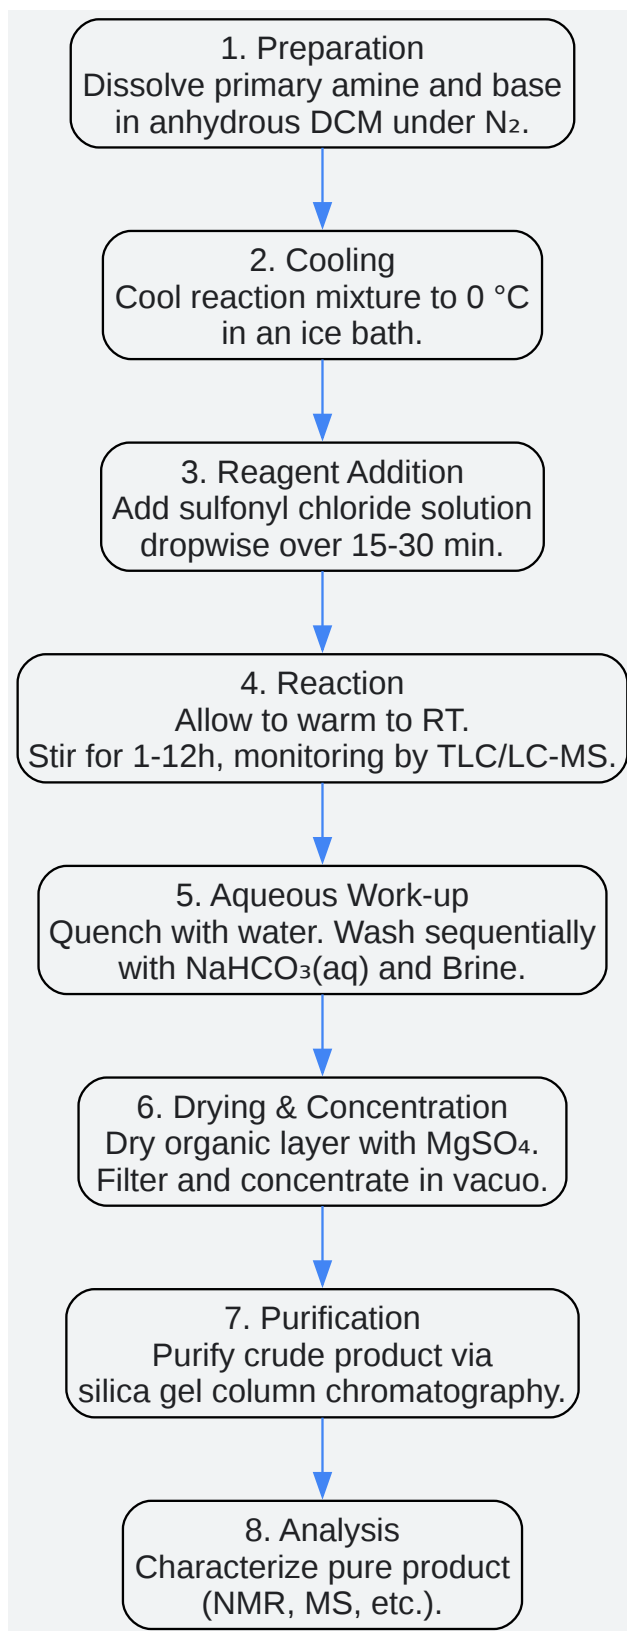 1. Preparation
Dissolve primary amine and base
in anhydrous DCM under N₂.
2. Cooling
Cool reaction mixture to 0 °C
in an ice bath.
3. Reagent Addition
Add sulfonyl chloride solution
dropwise over 15-30 min.
4. Reaction
Allow to warm to RT.
Stir for 1-12h, monitoring by TLC/LC-MS.
5. Aqueous Work-up
Quench with water. Wash sequentially
with NaHCO₃(aq) and Brine.
6. Drying & Concentration
Dry organic layer with MgSO₄.
Filter and concentrate in vacuo.
7. Purification
Purify crude product via
silica gel column chromatography.
8. Analysis
Characterize pure product
(NMR, MS, etc.).